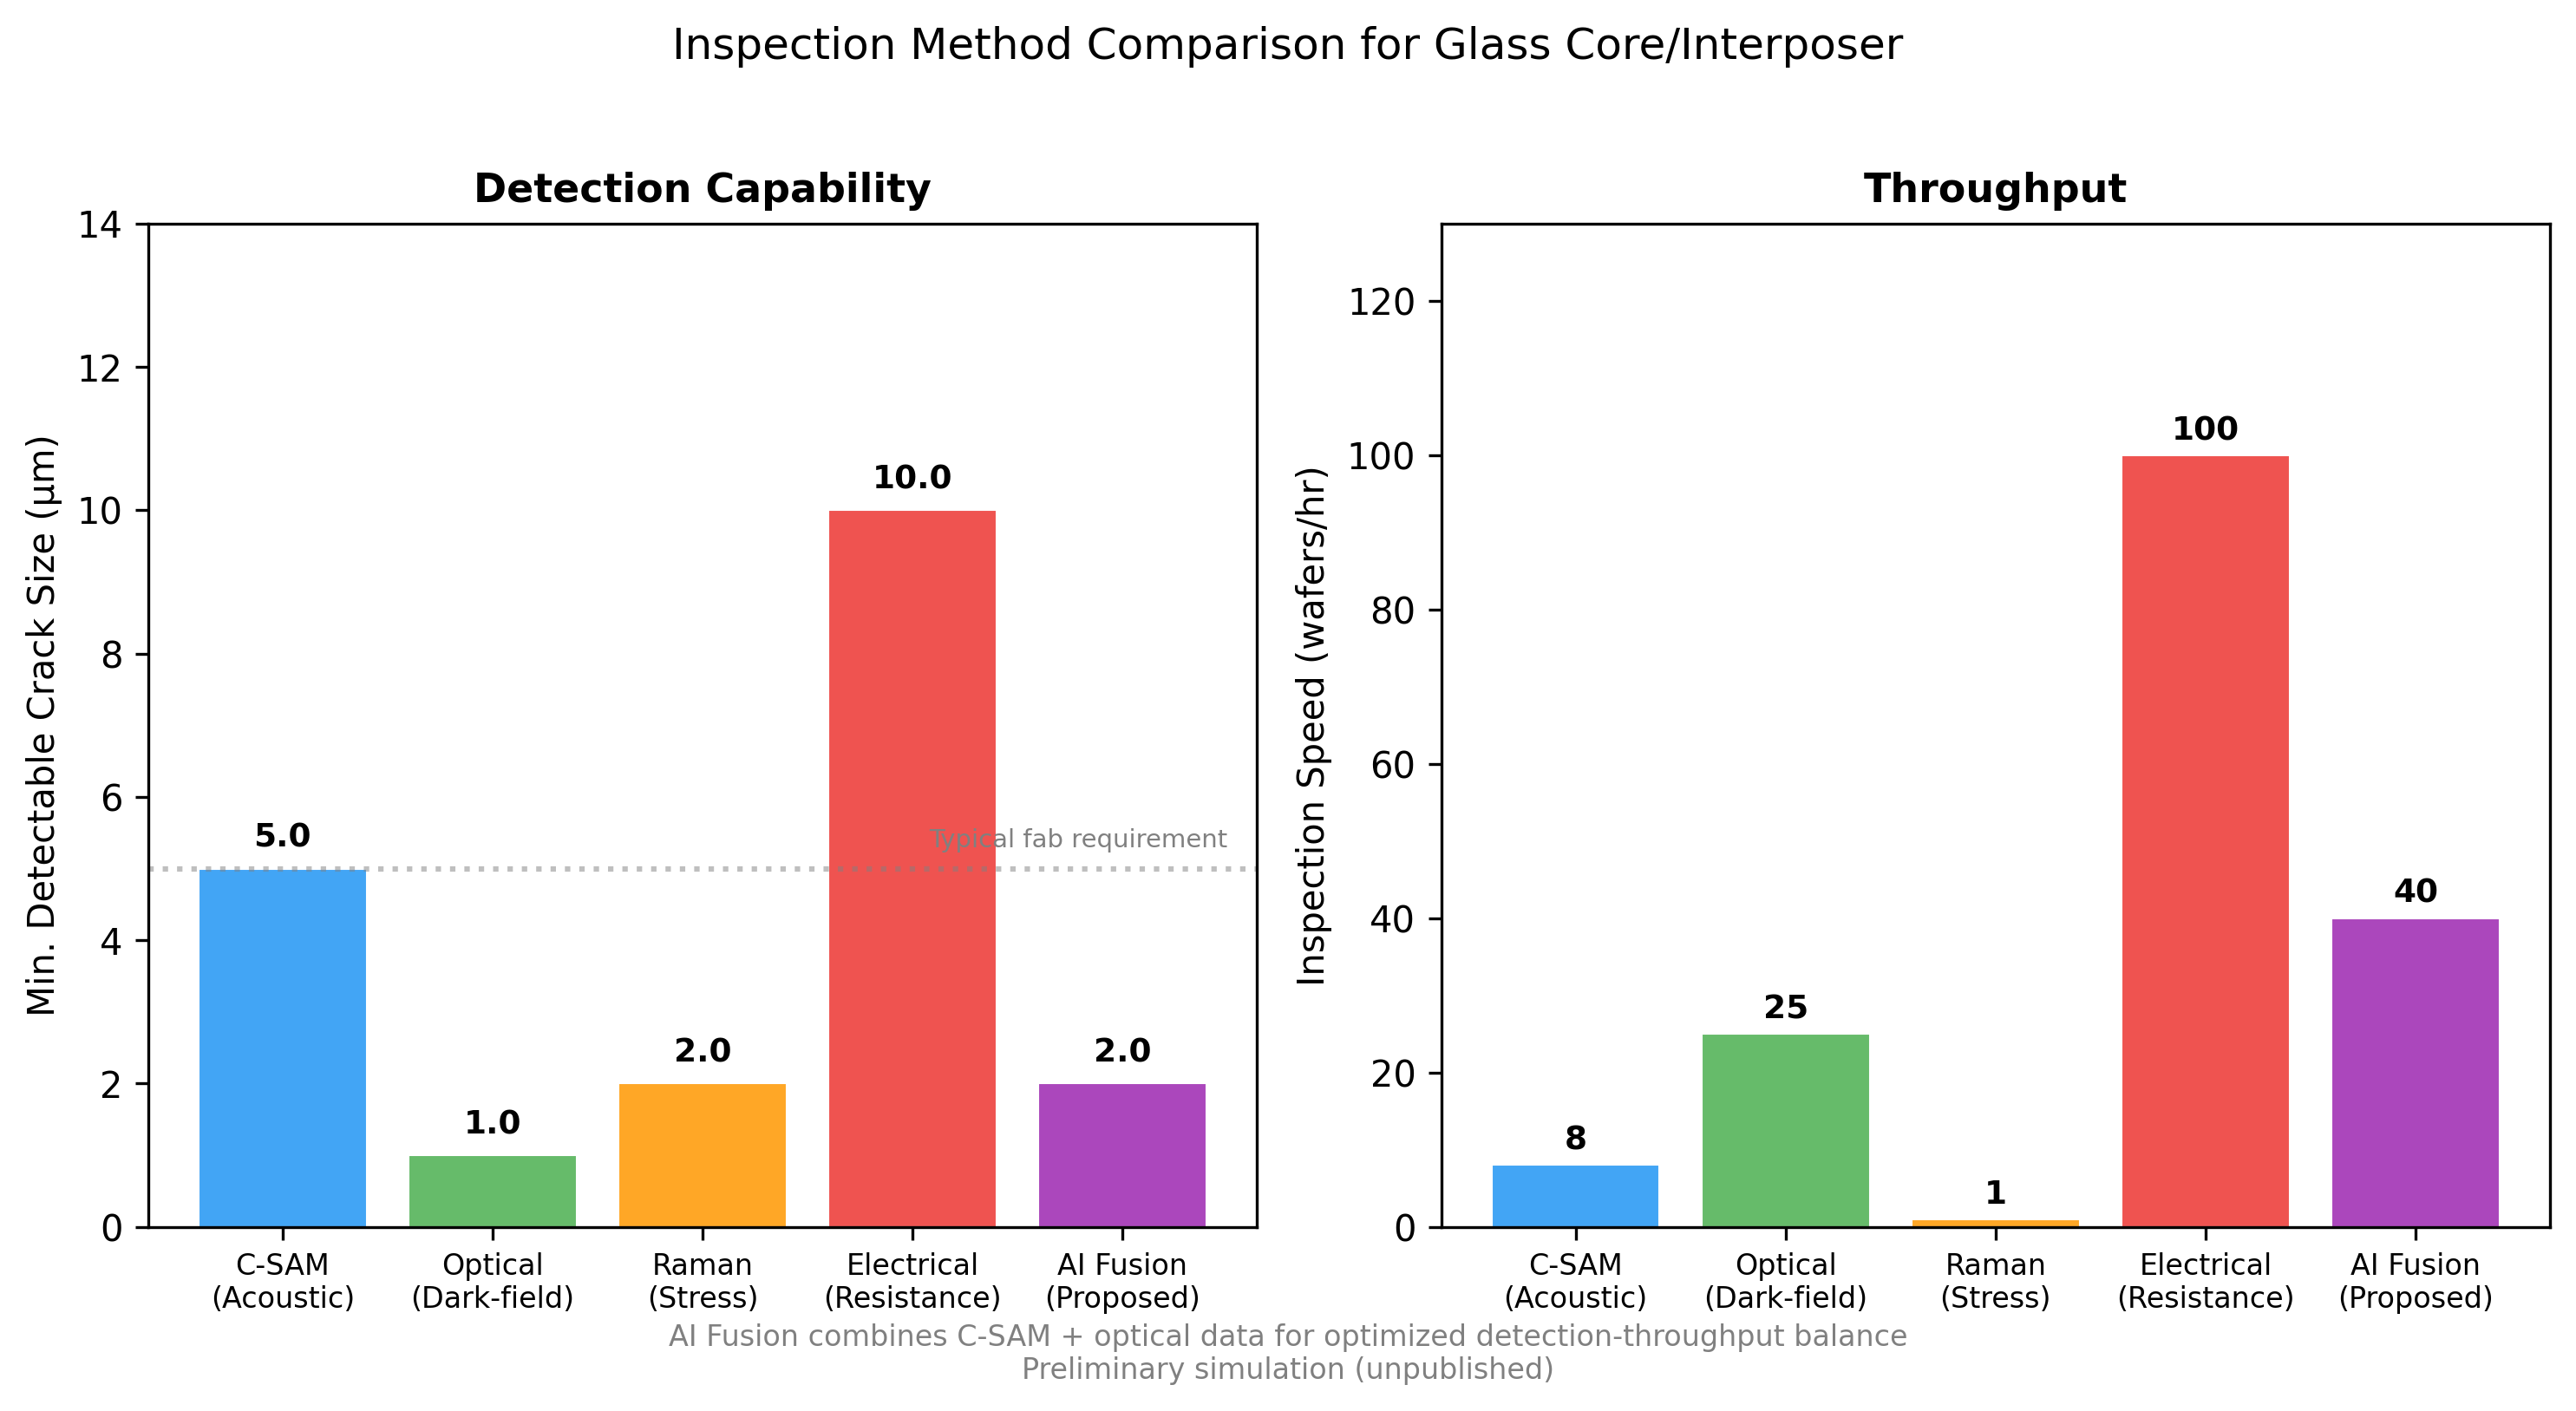 Inspection Method Comparison for Glass Core/Interposer
Detection Capability
Min. Detectable Crack Size (μm)
14
12
10
8
6
4
2
0
5.0
1.0
2.0
10.0
2.0
Typical fab requirement
C-SAM
(Acoustic)
Optical
(Dark-field)
Raman
(Stress)
Electrical
(Resistance)
AI Fusion
(Proposed)
Throughput
Inspection Speed (wafers/hr)
120
100
80
60
40
20
0
8
25
1
100
40
C-SAM
(Acoustic)
Optical
(Dark-field)
Raman
(Stress)
Electrical
(Resistance)
AI Fusion
(Proposed)
AI Fusion combines C-SAM + optical data for optimized detection-throughput balance
Preliminary simulation (unpublished)